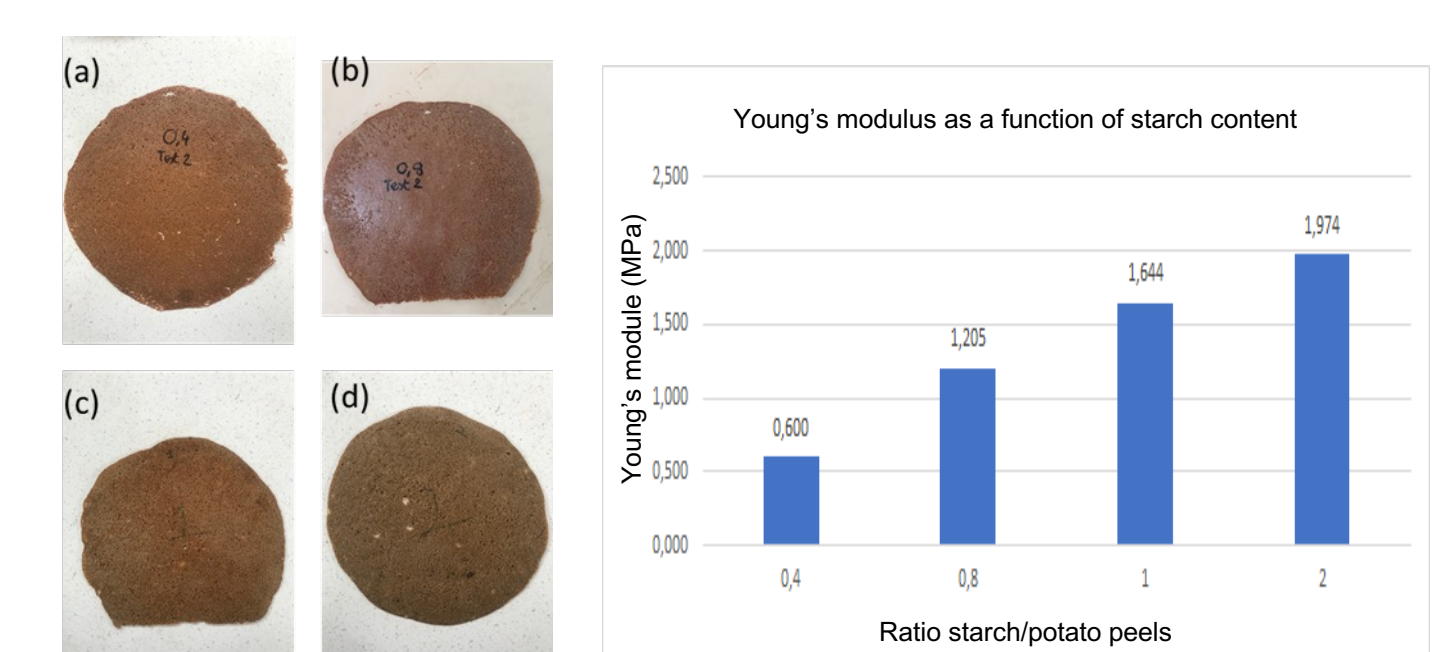 (a)
0,4
Test 2
(b)
0,8
Test 2
(c)
(d)
Young's modulus as a function of starch content
Young's module (MPa)
2,500
2,000
1,500
1,000
0,500
0,000
0,600
1,205
1,644
1,974
0,4
0,8
1
2
Ratio starch/potato peels